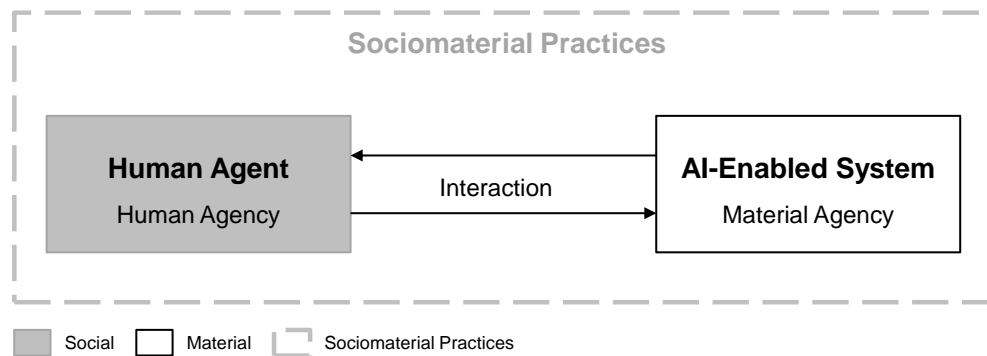 Sociomaterial Practices
Human Agent
Human Agency
Interaction
AI-Enabled System
Material Agency
Social
Material
Sociomaterial Practices